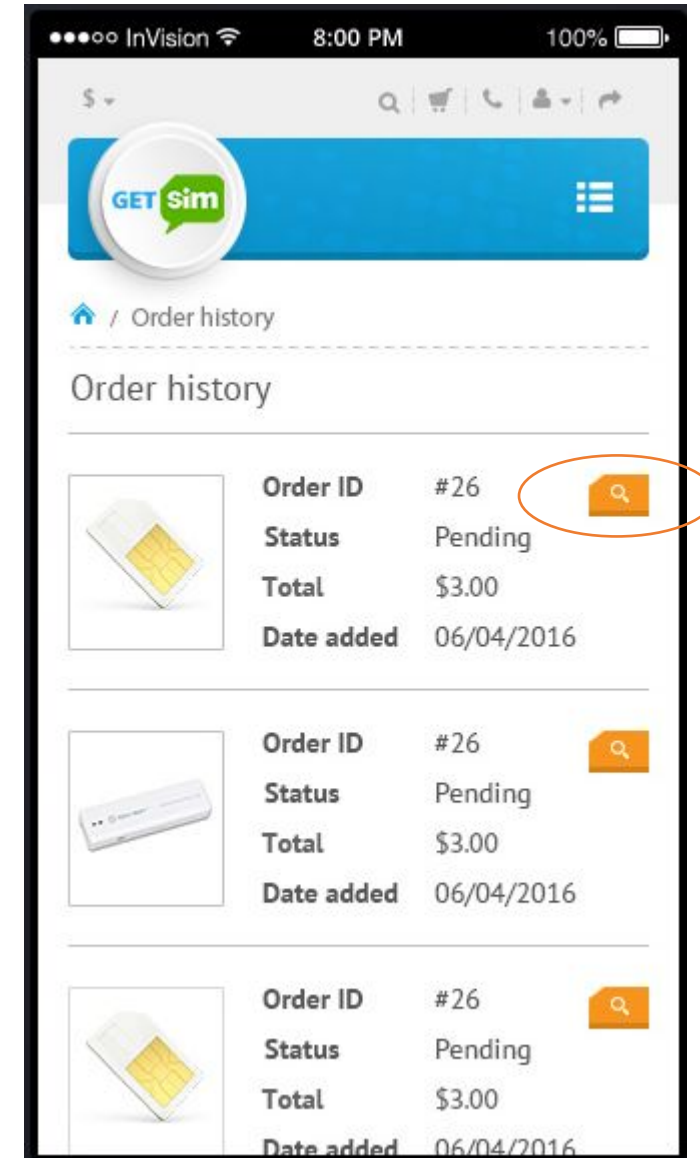 InVision 8:00 PM 100%
$
GET sim
/ Order history
Order history
Order ID #26
Status Pending
Total $3.00
Date added 06/04/2016
Order ID #26
Status Pending
Total $3.00
Date added 06/04/2016
Order ID #26
Status Pending
Total $3.00
Date added 06/04/2016